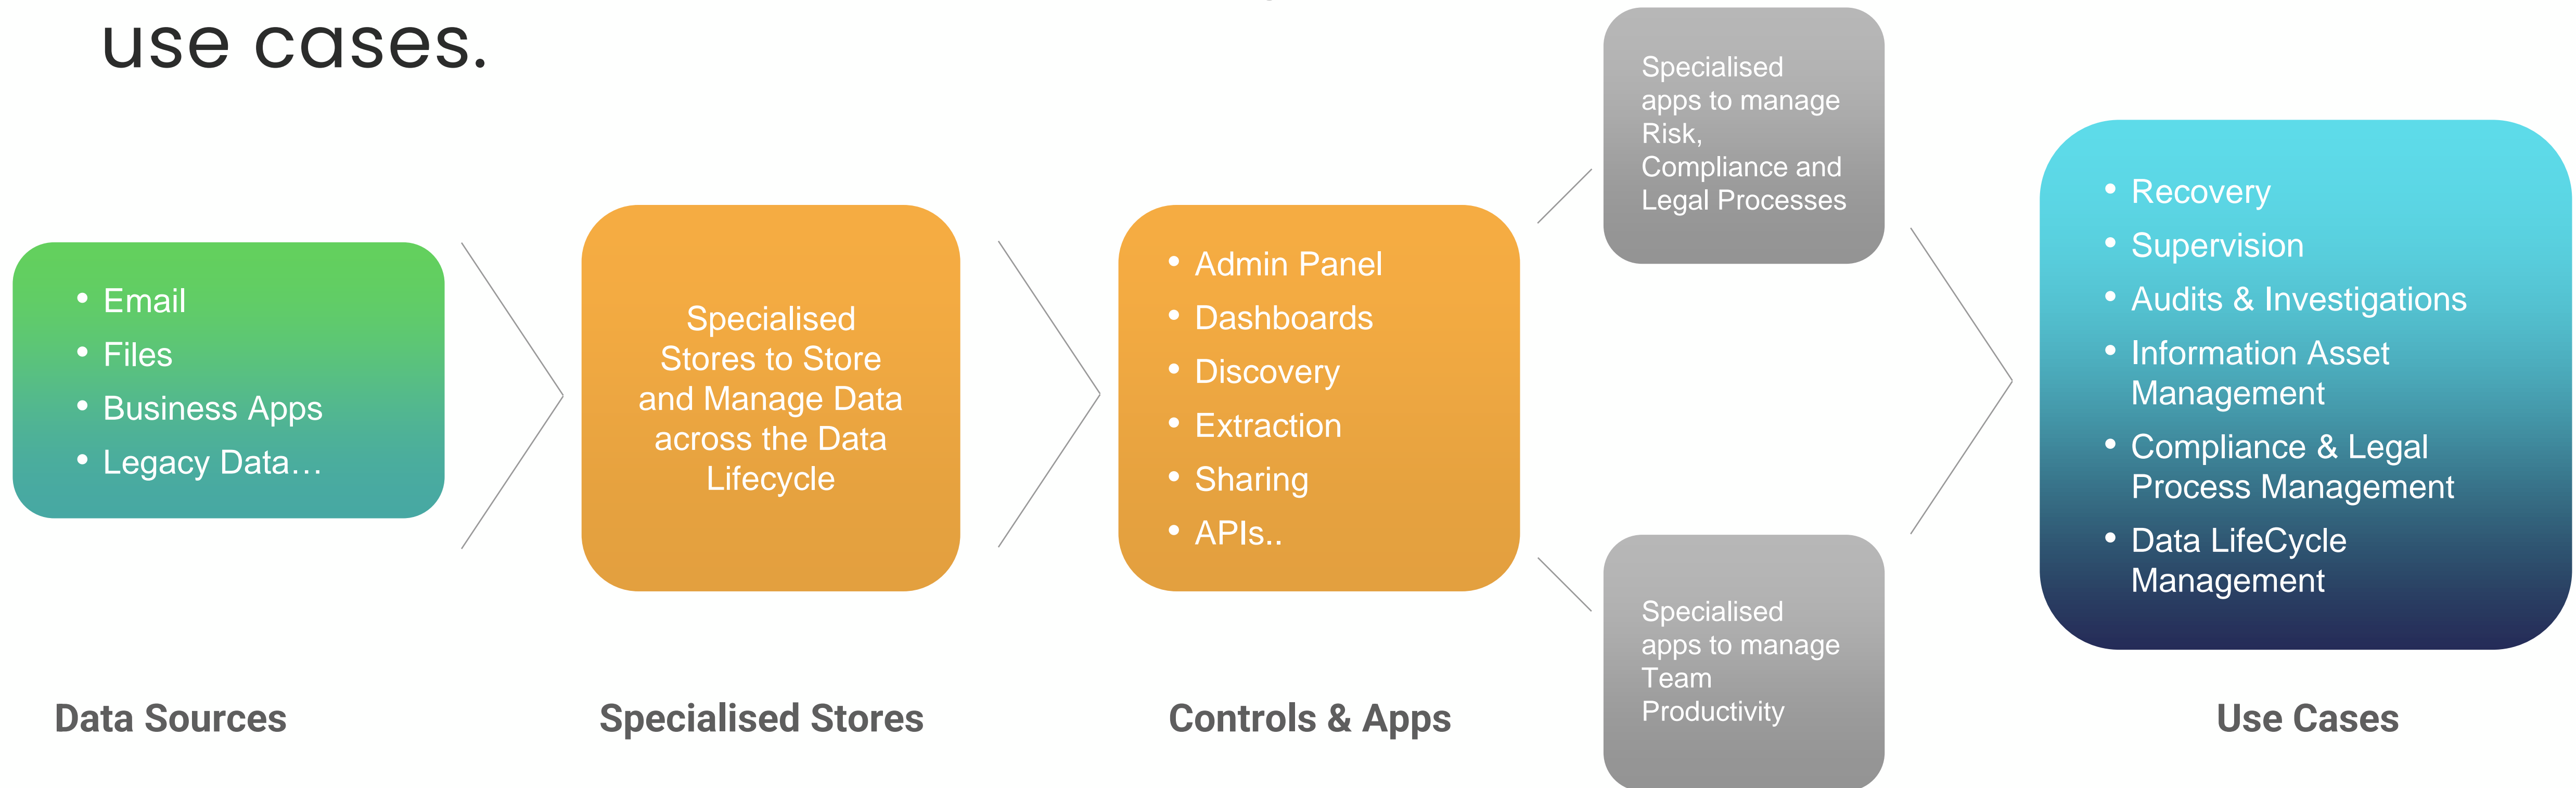 use cases.
• Email
• Files
• Business Apps
• Legacy Data...
Data Sources
Specialised
Stores to Store
and Manage Data
across the Data
Lifecycle
Specialised Stores
• Admin Panel
• Dashboards
• Discovery
• Extraction
• Sharing
• APIs..
Controls & Apps
Specialised
apps to manage
Risk,
Compliance and
Legal Processes
Specialised
apps to manage
Team
Productivity
• Recovery
• Supervision
• Audits & Investigations
• Information Asset
Management
• Compliance & Legal
Process Management
• Data LifeCycle
Management
Use Cases